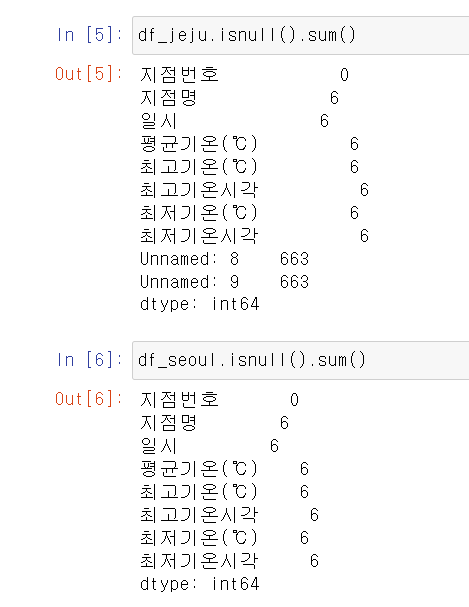 In [5]: df_jeju.isnull().sum()
Out[5]: 지점번호 0
지점명 6
일시 6
평균기온(℃) 6
최고기온(℃) 6
최고기온시각 6
최저기온(℃) 6
최저기온시각 6
Unnamed: 8 663
Unnamed: 9 663
dtype: int64
In [6]: df_seoul.isnull().sum()
Out[6]: 지점번호 0
지점명 6
일시 6
평균기온(℃) 6
최고기온(℃) 6
최고기온시각 6
최저기온(℃) 6
최저기온시각 6
dtype: int64